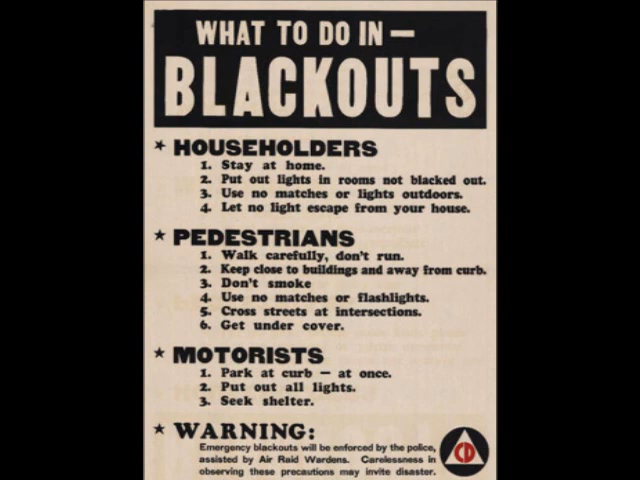 WHAT TO DO IN —
BLACKOUTS
★ HOUSEHOLDERS
1. Stay at home.
2. Put out lights in rooms not blacked out.
3. Use no matches or lights outdoors.
4. Let no light escape from your house.
★ PEDESTRIANS
1. Walk carefully, don't run.
2. Keep close to buildings and away from curb.
3. Don't smoke
4. Use no matches or flashlights.
5. Cross streets at intersections.
6. Get under cover.
★ MOTORISTS
1. Park at curb — at once.
2. Put out all lights.
3. Seek shelter.
★ WARNING:
Emergency blackouts will be enforced by the police,
assisted by Air Raid Wardens. Carelessness in
observing these precautions may invite disaster.
CD